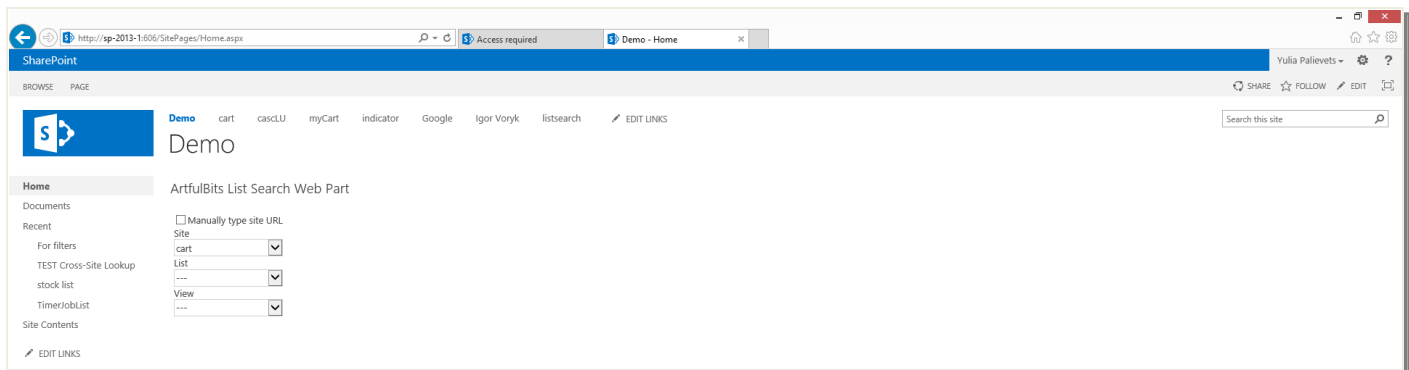 http://sp-2013-1:606/SitePages/Home.aspx
Access required
Demo - Home
SharePoint
Yulia Palievets
?
BROWSE PAGE
SHARE FOLLOW EDIT
S
Demo cart cascLU myCart indicator Google Igor Voryk listsearch EDIT LINKS
Search this site
Demo
Home
Documents
Recent
For filters
TEST Cross-Site Lookup
stock list
TimerJobList
Site Contents
EDIT LINKS
ArtfulBits List Search Web Part
Manually type site URL
Site
cart
List
---
View
---